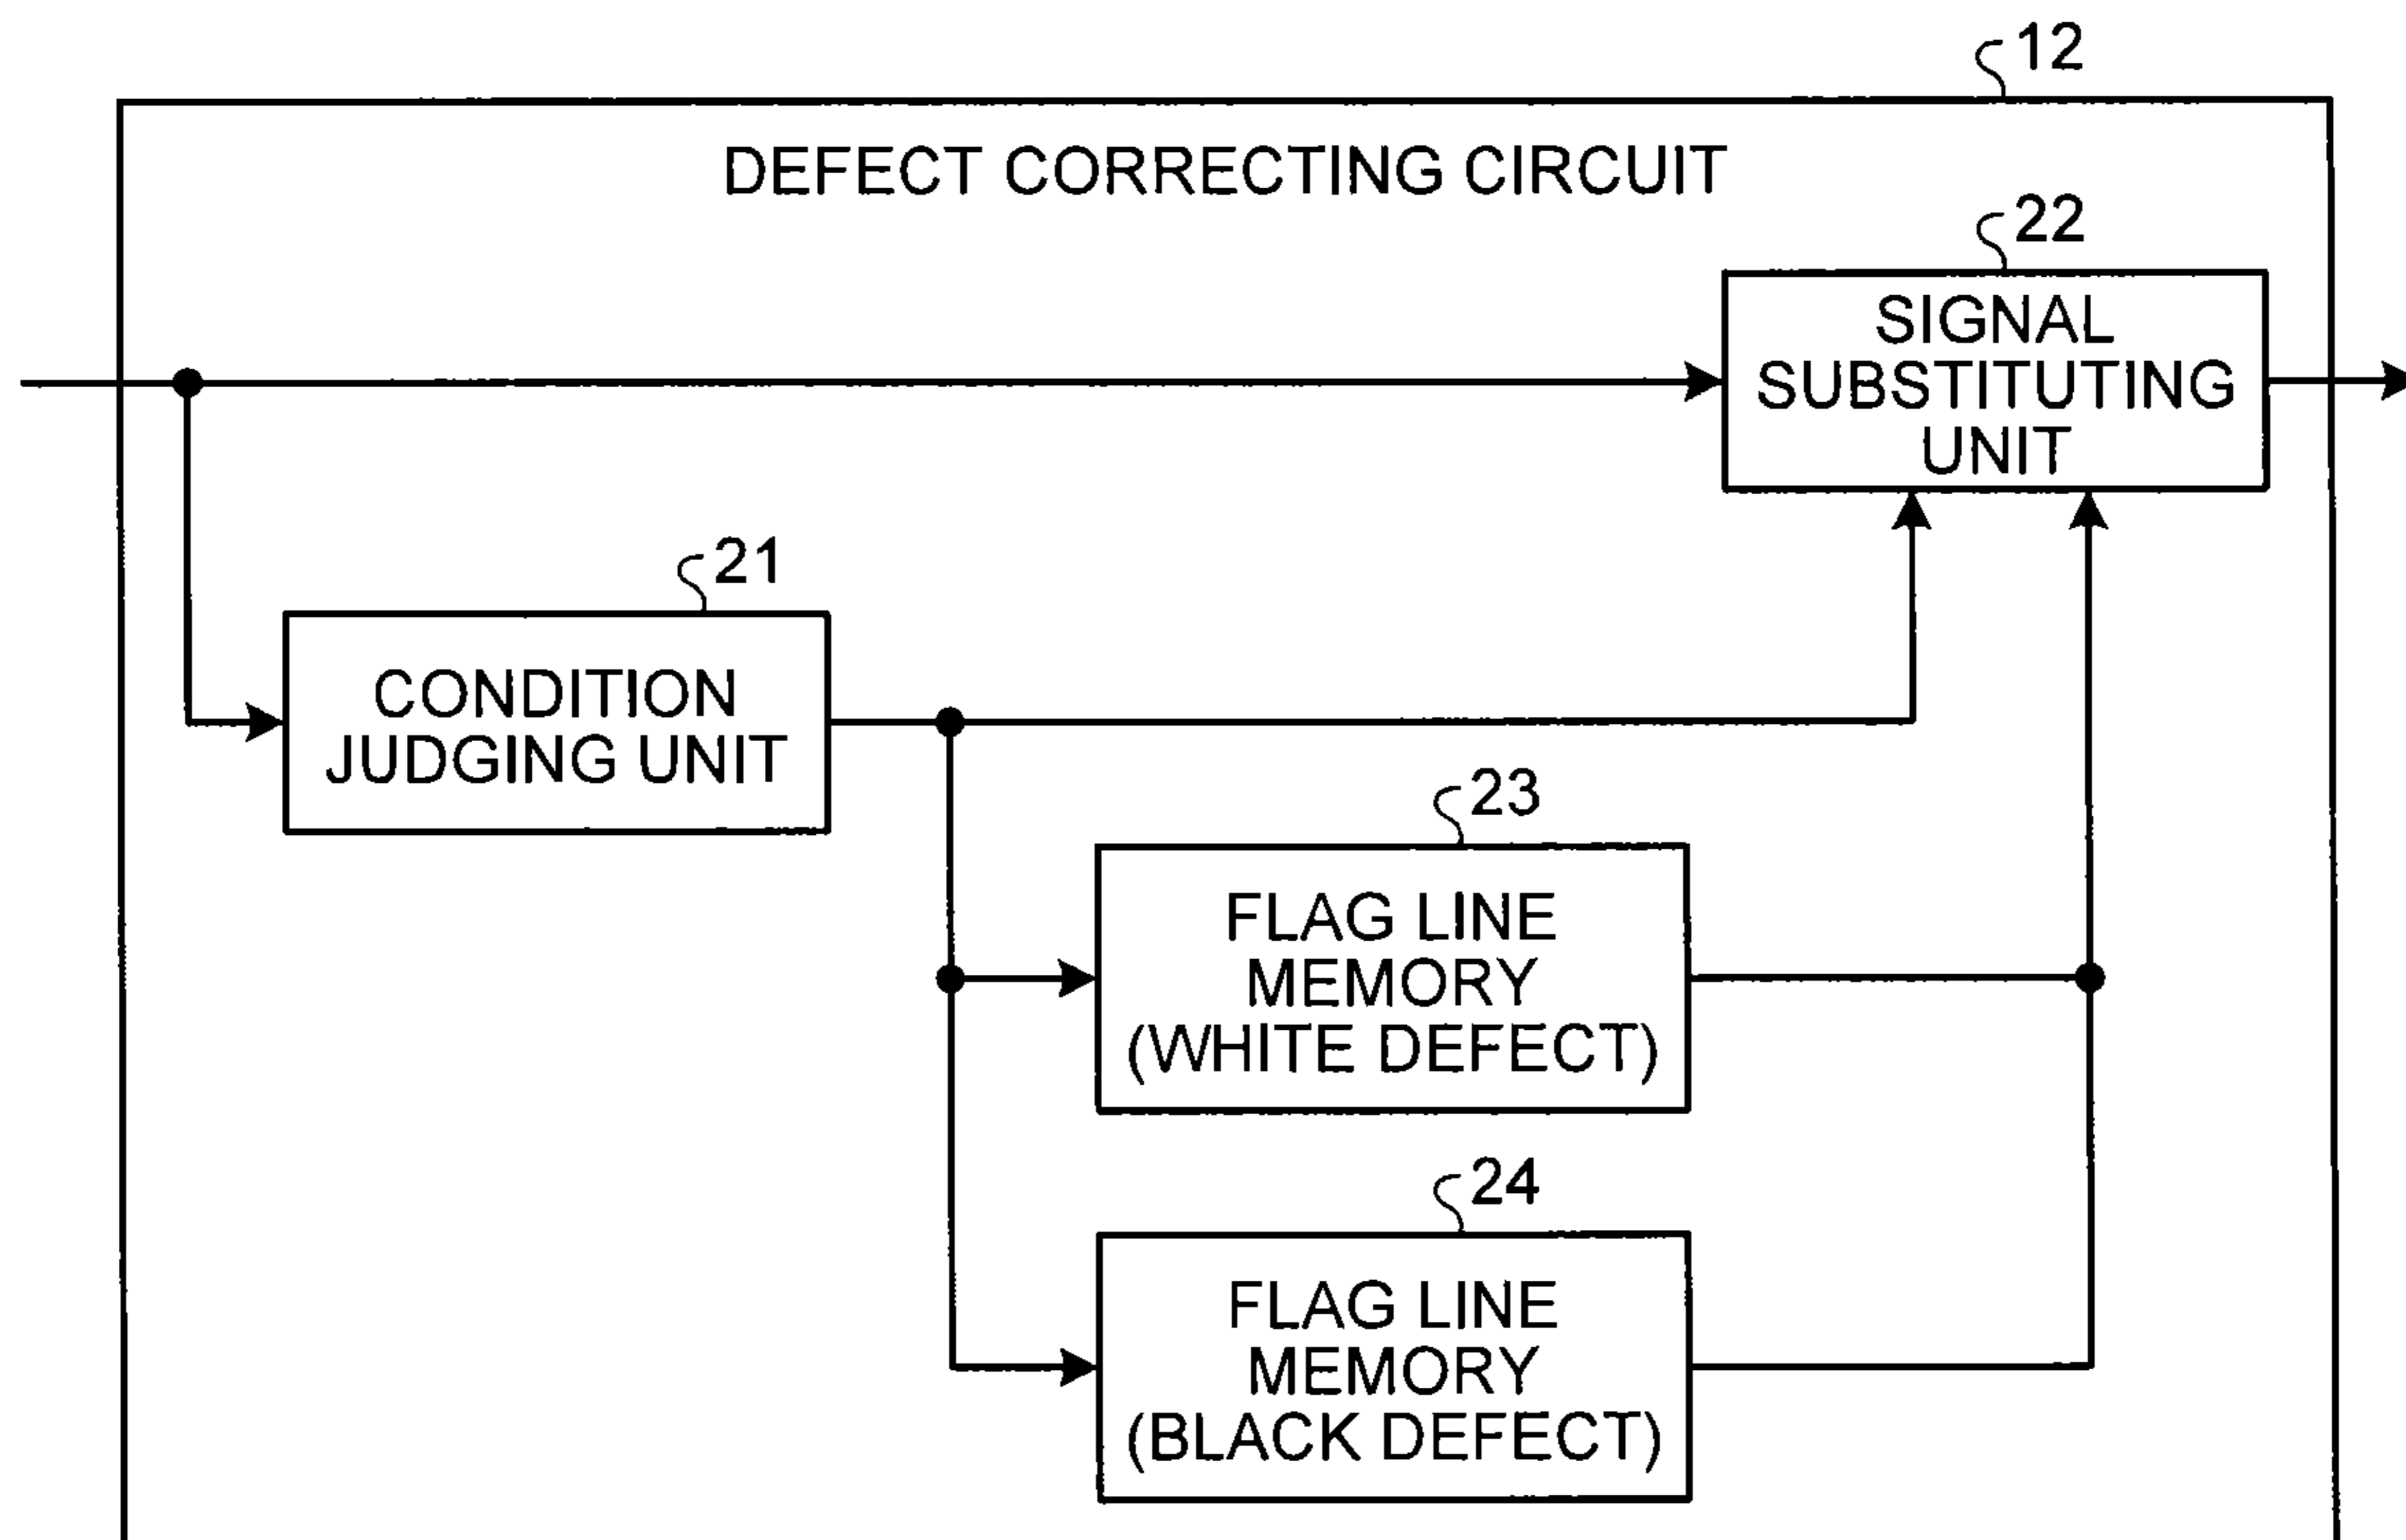 12
DEFECT CORRECTING CIRCUIT
22
SIGNAL
SUBSTITUTING
UNIT
21
CONDITION
JUDGING UNIT
23
FLAG LINE
MEMORY
(WHITE DEFECT)
24
FLAG LINE
MEMORY
(BLACK DEFECT)